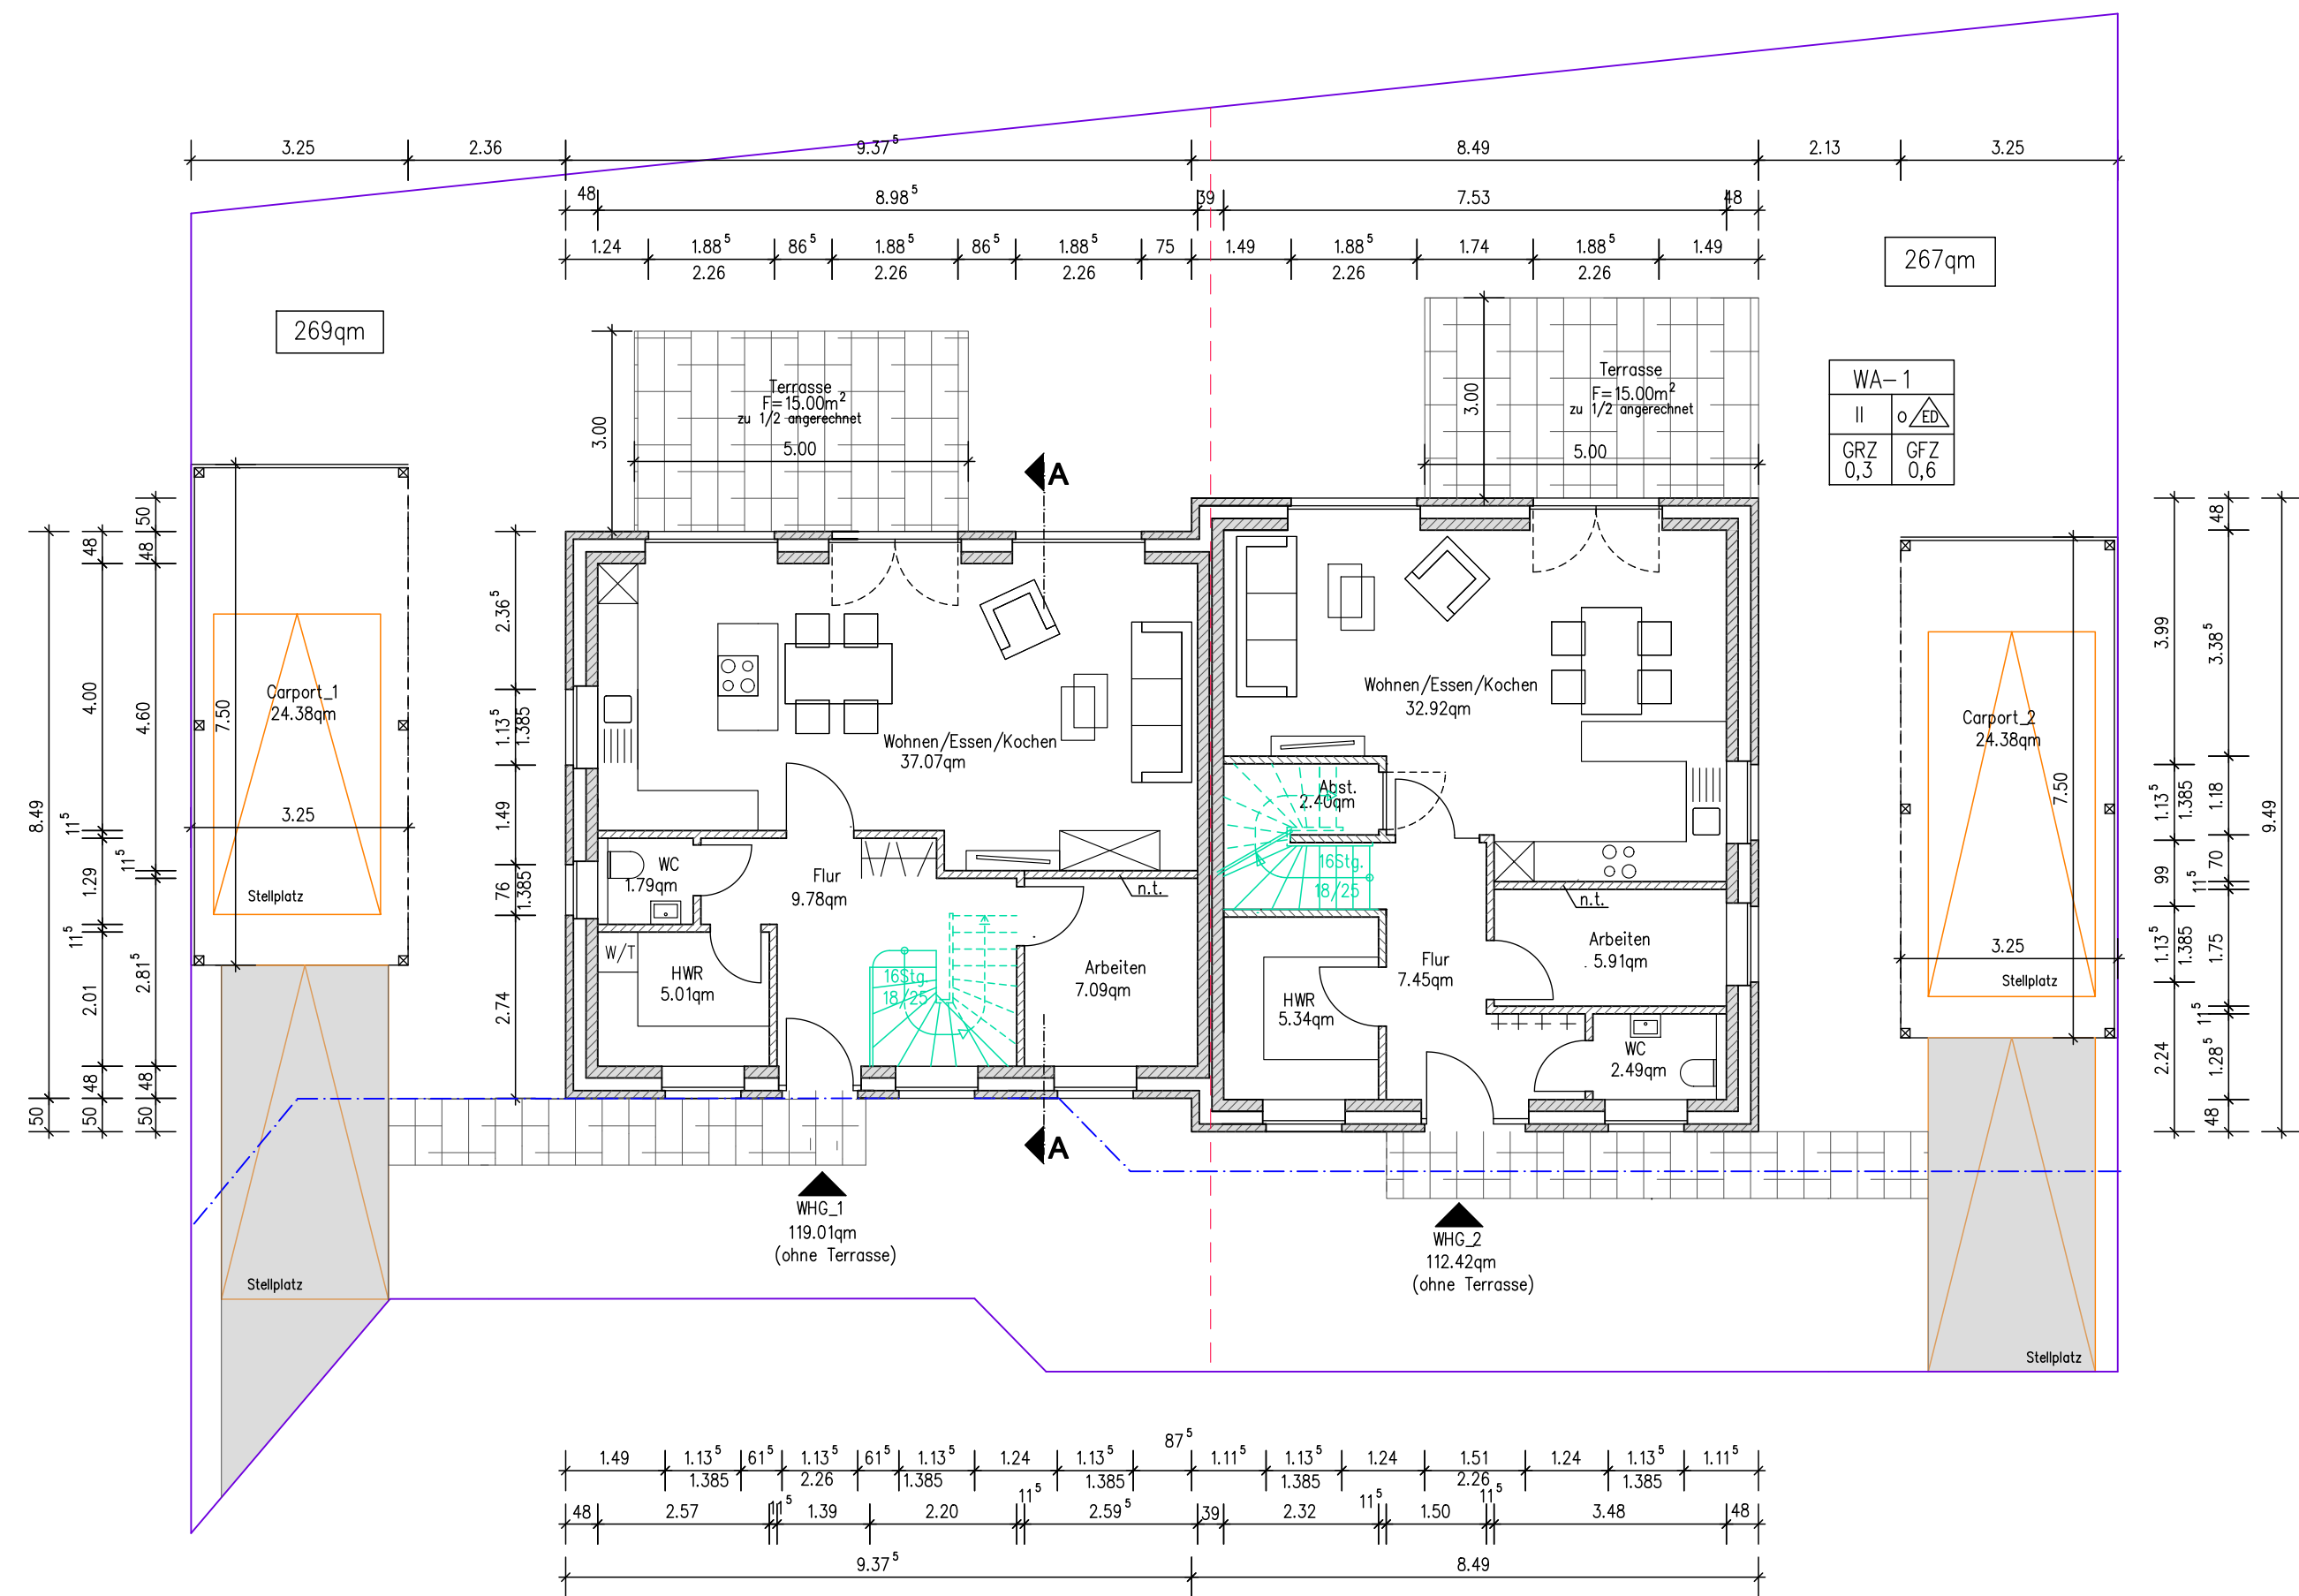 3.25 2.36 9.37⁵ 8.49 2.13 3.25
48 8.98⁵ 39 7.53 48
1.24 1.88⁵ 86⁵ 1.88⁵ 86⁵ 1.88⁵ 75 1.49 1.88⁵ 1.74 1.88⁵ 1.49
2.26 2.26 2.26 2.26 2.26
269qm
267qm
WA-1
II o ED
GRZ GFZ
0,3 0,6
Terrasse
F=15.00m²
zu 1/2 angerechnet
5.00
3.00
Terrasse
F=15.00m²
zu 1/2 angerechnet
5.00
3.00
A
Carport_1
24.38qm
7.50
3.25
Stellplatz
Stellplatz
Carport_2
24.38qm
7.50
3.25
Stellplatz
Stellplatz
8.49
50
48
4.00
11⁵
1.29
11⁵
2.01
48
50
50
48
4.60
11⁵
2.81⁵
48
50
2.36⁵
1.13⁵
1.385
1.49
76
1.385
2.74
Wohnen/Essen/Kochen
37.07qm
WC
1.79qm
Flur
9.78qm
n.t.
W/T
HWR
5.01qm
16Stg.
18/25
Arbeiten
7.09qm
Wohnen/Essen/Kochen
32.92qm
Abst.
2.40qm
16Stg.
18/25
n.t.
Arbeiten
5.91qm
Flur
7.45qm
HWR
5.34qm
WC
2.49qm
3.99
1.13⁵
1.385
99
1.13⁵
1.385
2.24
48
3.38⁵
1.18
70
11⁵
1.75
11⁵
1.28⁵
48
9.49
A
WHG_1
119.01qm
(ohne Terrasse)
WHG_2
112.42qm
(ohne Terrasse)
87⁵
1.49 1.13⁵ 61⁵ 1.13⁵ 61⁵ 1.13⁵ 1.24 1.13⁵ 1.11⁵ 1.13⁵ 1.24 1.51 1.24 1.13⁵ 1.11⁵
1.385 2.26 1.385 1.385 1.385 2.26 1.385
48 2.57 11⁵ 1.39 2.20 11⁵ 2.59⁵ 39 2.32 11⁵ 1.50 11⁵ 3.48 48
9.37⁵ 8.49